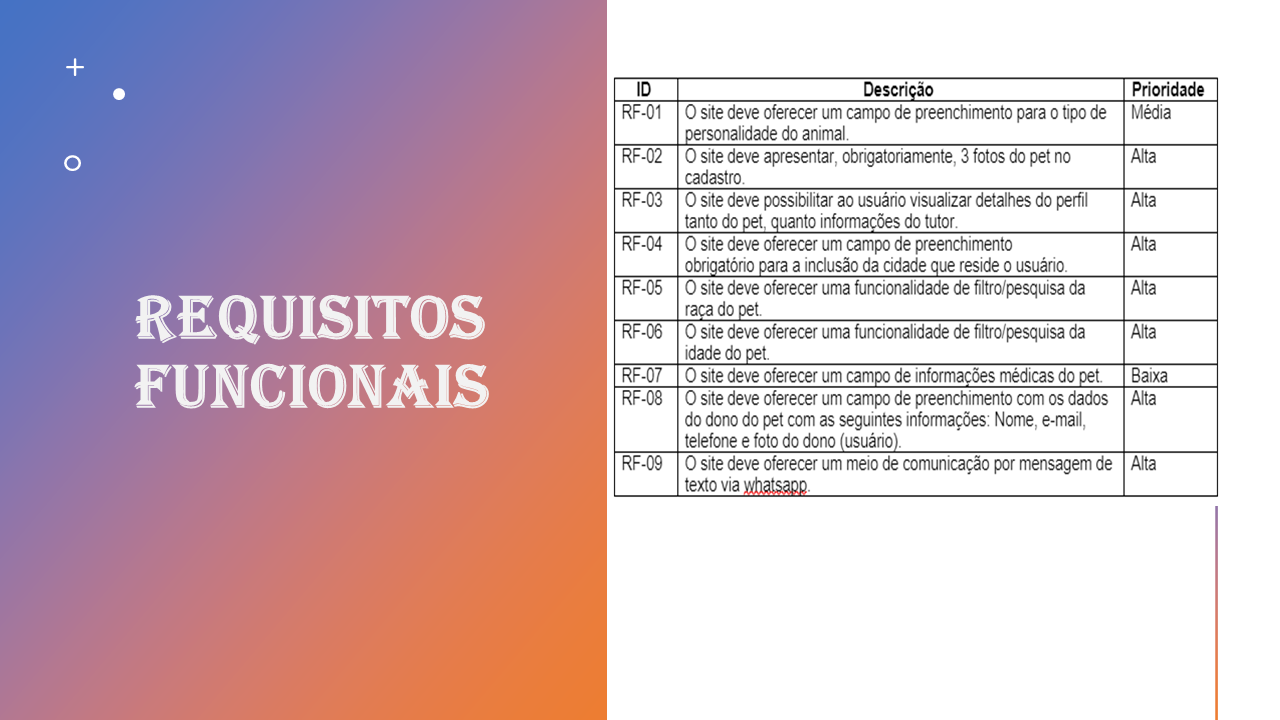 REQUISITOS
FUNCIONAIS
ID Descrição Prioridade
RF-01 O site deve oferecer um campo de preenchimento para o tipo de Média
personalidade do animal.
RF-02 O site deve apresentar, obrigatoriamente, 3 fotos do pet no Alta
cadastro.
RF-03 O site deve possibilitar ao usuário visualizar detalhes do perfil Alta
tanto do pet, quanto informações do tutor.
RF-04 O site deve oferecer um campo de preenchimento Alta
obrigatório para a inclusão da cidade que reside o usuário.
RF-05 O site deve oferecer uma funcionalidade de filtro/pesquisa da Alta
raça do pet.
RF-06 O site deve oferecer uma funcionalidade de filtro/pesquisa da Alta
idade do pet.
RF-07 O site deve oferecer um campo de informações médicas do pet. Baixa
RF-08 O site deve oferecer um campo de preenchimento com os dados Alta
do dono do pet com as seguintes informações: Nome, e-mail,
telefone e foto do dono (usuário).
RF-09 O site deve oferecer um meio de comunicação por mensagem de Alta
texto via whatsapp.